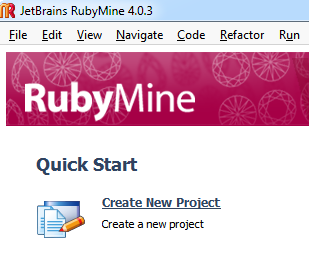 JetBrains RubyMine 4.0.3
File Edit View Navigate Code Refactor Run
RubyMine
Quick Start
Create New Project
Create a new project